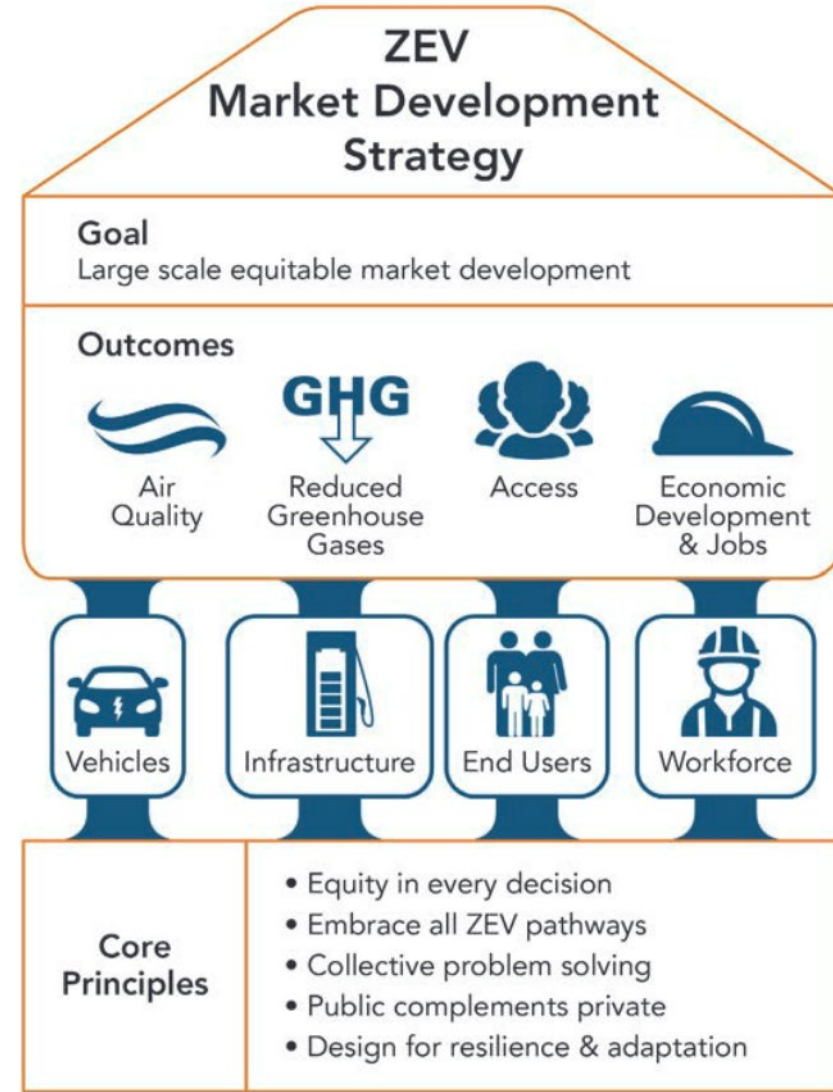 ZEV
Market Development
Strategy
Goal
Large scale equitable market development
Outcomes
GHG
Air
Quality
Reduced
Greenhouse
Gases
Access
Economic
Development
& Jobs
Vehicles
Infrastructure
End Users
Workforce
Core
Principles
• Equity in every decision
• Embrace all ZEV pathways
• Collective problem solving
• Public complements private
• Design for resilience & adaptation